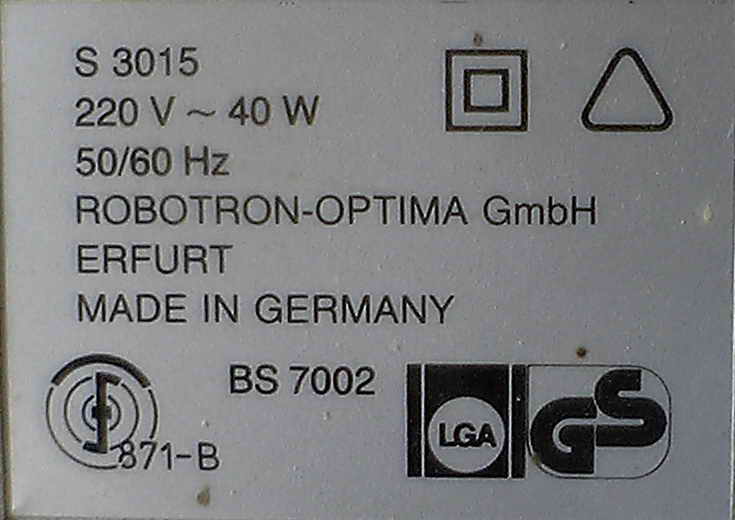 S 3015
220 V ~ 40 W
50/60 Hz
ROBOTRON-OPTIMA GmbH
ERFURT
MADE IN GERMANY
BS 7002
871-B
LGA
GS